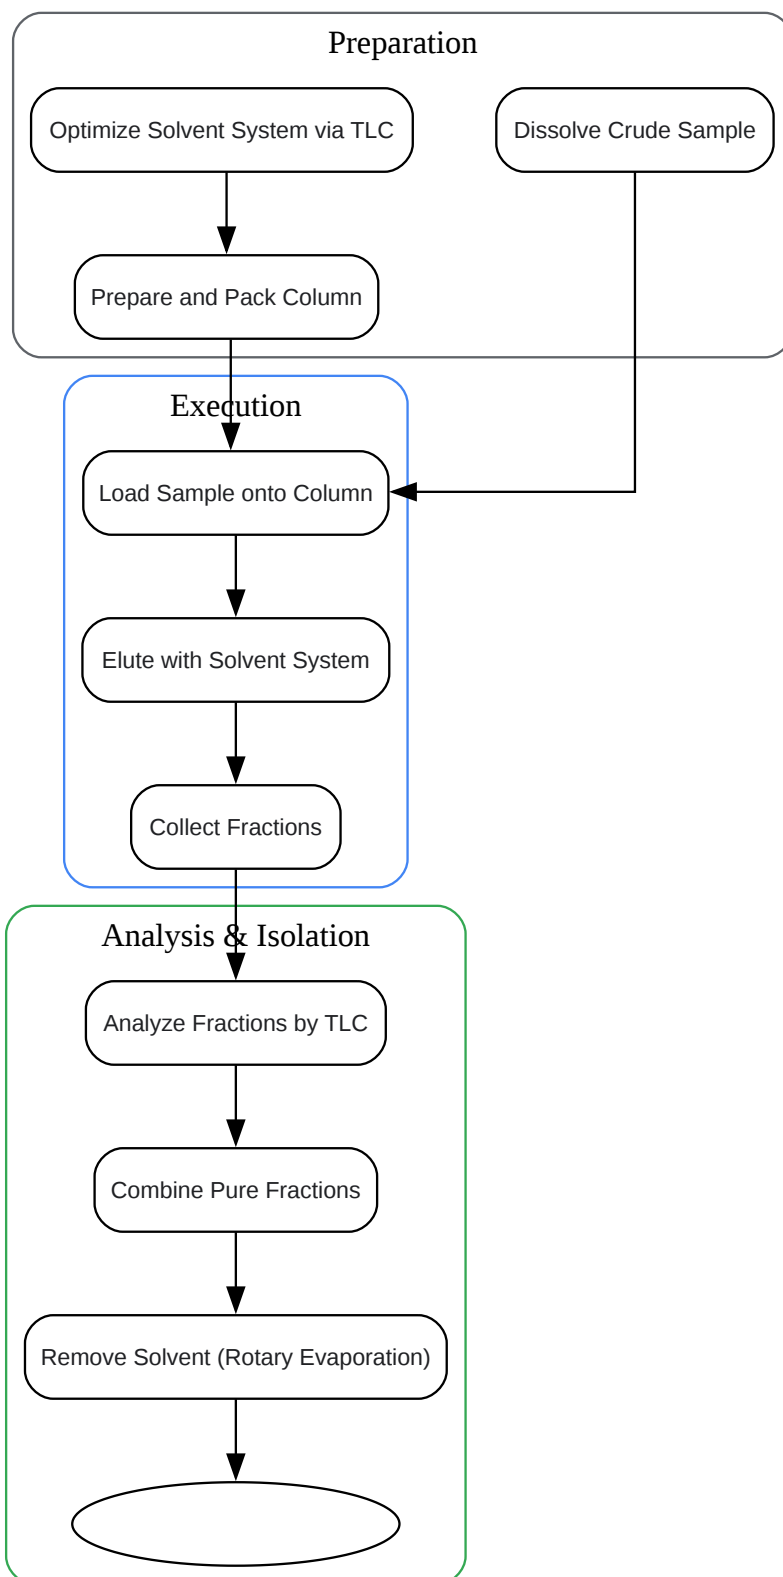 Preparation
Optimize Solvent System via TLC
Dissolve Crude Sample
Prepare and Pack Column
Execution
Load Sample onto Column
Elute with Solvent System
Collect Fractions
Analysis & Isolation
Analyze Fractions by TLC
Combine Pure Fractions
Remove Solvent (Rotary Evaporation)